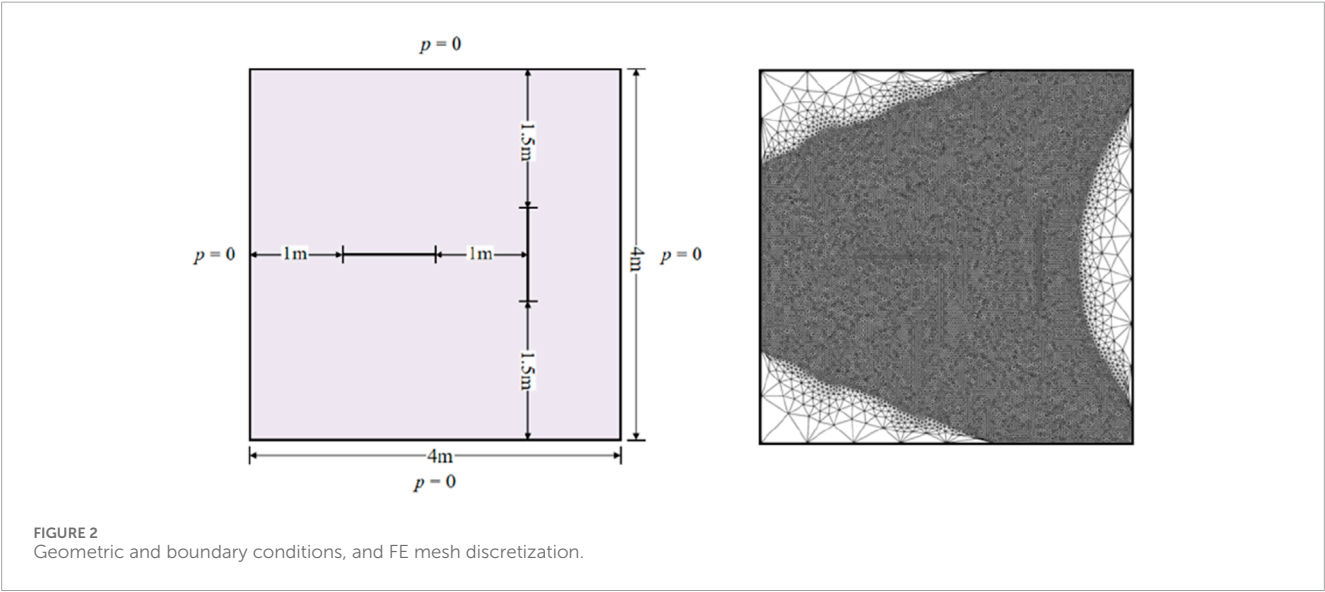 p = 0
1.5m
p = 0
1m
1m
4m
p = 0
1.5m
4m
p = 0
FIGURE 2
Geometric and boundary conditions, and FE mesh discretization.